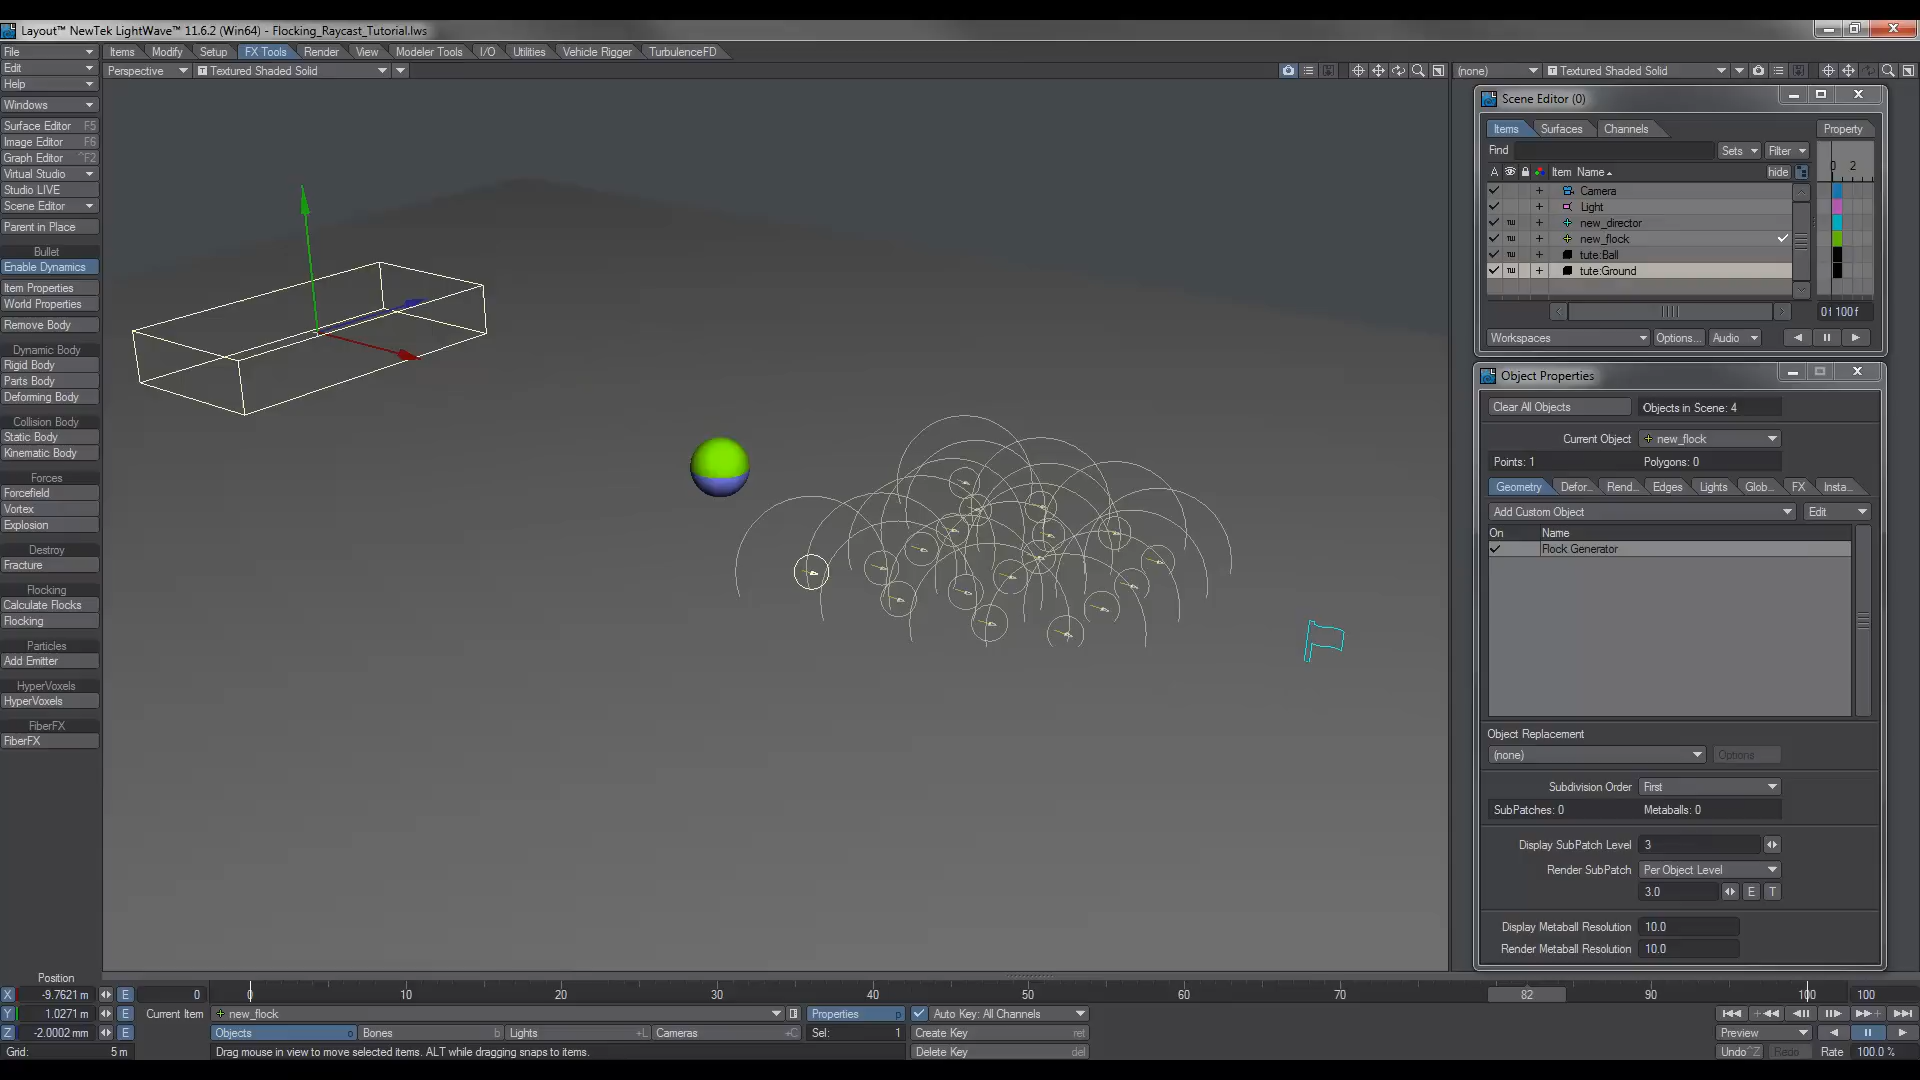 Layout™ NewTek LightWave™ 11.6.2 (Win64) - Flocking_Raycast_Tutorial.lws
File Items Modify Setup FX Tools Render View Modeler Tools I/O Utilities Vehicle Rigger TurbulenceFD
Edit Perspective T Textured Shaded Solid (none) T Textured Shaded Solid
Help
Windows
Surface Editor F5
Image Editor F6
Graph Editor ^F2
Virtual Studio
Studio LIVE
Scene Editor
Parent in Place
Bullet
Enable Dynamics
Item Properties
World Properties
Remove Body
Dynamic Body
Rigid Body
Parts Body
Deforming Body
Collision Body
Static Body
Kinematic Body
Forces
Forcefield
Vortex
Explosion
Destroy
Fracture
Flocking
Calculate Flocks
Flocking
Particles
Add Emitter
HyperVoxels
HyperVoxels
FiberFX
FiberFX
Scene Editor (0)
Items Surfaces Channels Property
Find Sets Filter
0 2
A Item Name hide
Camera
Light
new_director
new_flock
tute:Ball
tute:Ground
0 100 f
Workspaces Options... Audio
Object Properties
Clear All Objects Objects in Scene: 4
Current Object new_flock
Points: 1 Polygons: 0
Geometry Defor... Rend... Edges Lights Glob... FX Insta...
Add Custom Object Edit
On Name
Flock Generator
Object Replacement
(none) Options
Subdivision Order First
SubPatches: 0 Metaballs: 0
Display SubPatch Level 3
Render SubPatch Per Object Level
3.0 E T
Display Metaball Resolution 10.0
Render Metaball Resolution 10.0
Position
X -9.7621 m E 0 0 10 20 30 40 50 60 70 82 90 100 100
Y 1.0271 m E Current Item new_flock Properties p Auto Key: All Channels
Z -2.0002 mm E Objects o Bones b Lights +L Cameras +C Sel: 1 Create Key ret Preview
Grid: 5 m Drag mouse in view to move selected items. ALT while dragging snaps to items. Delete Key del Undo^Z Redo Rate 100.0 %